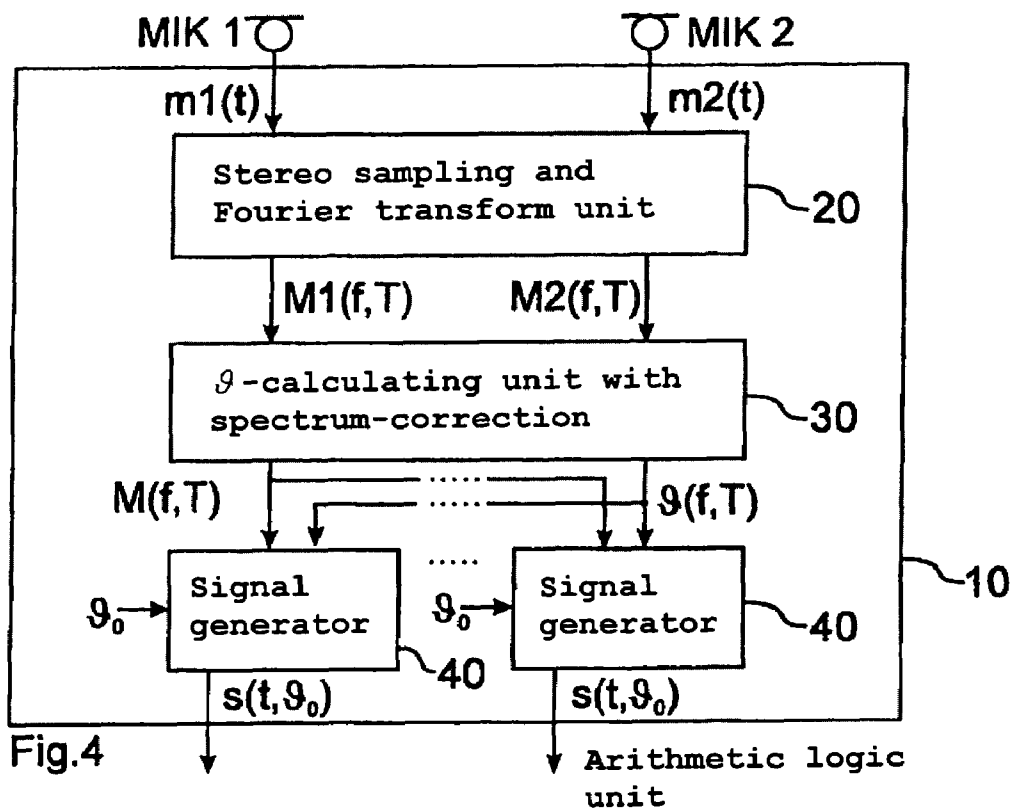 MIK 1
MIK 2
m1(t)
m2(t)
Stereo sampling and
Fourier transform unit
20
M1(f,T)
M2(f,T)
ϑ-calculating unit with
spectrum-correction
30
M(f,T)
.....
.....
ϑ(f,T)
.....
10
ϑ₀
Signal
generator
40
ϑ₀
Signal
generator
40
s(t,ϑ₀)
s(t,ϑ₀)
Fig.4
Arithmetic logic
unit